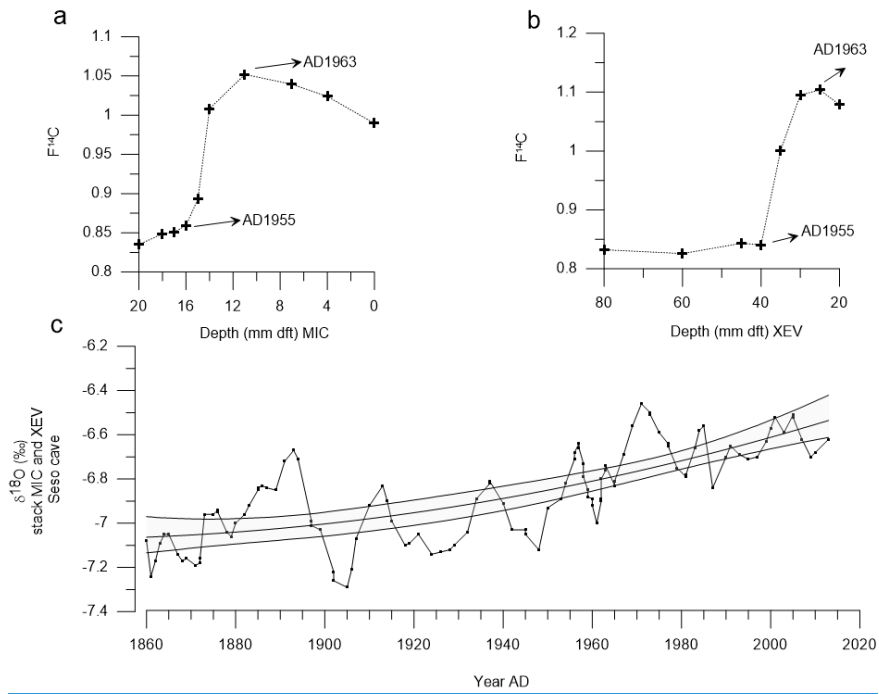 a
F¹⁴C
1.1
1.05
1
0.95
0.9
0.85
0.8
AD1963
AD1955
20 16 12 8 4 0
Depth (mm dft) MIC
b
F¹⁴C
1.2
1.1
1
0.9
0.8
AD1963
AD1955
80 60 40 20
Depth (mm dft) XEV
c
δ¹⁸O (‰)
stack MIC and XEV
Seso cave
-6.2
-6.4
-6.6
-6.8
-7
-7.2
-7.4
1860 1880 1900 1920 1940 1960 1980 2000 2020
Year AD